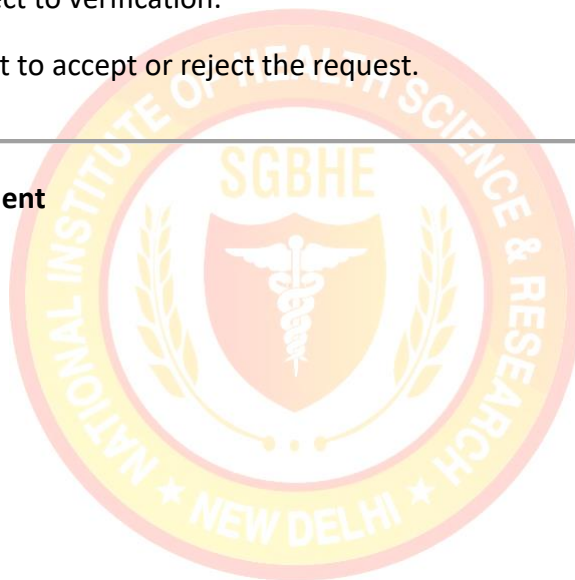 ect to verification.
t to accept or reject the request.
ent
SGBHE
NATIONAL INSTITUTE OF HEALTH SCIENCE & RESEARCH
★ NEW DELHI ★